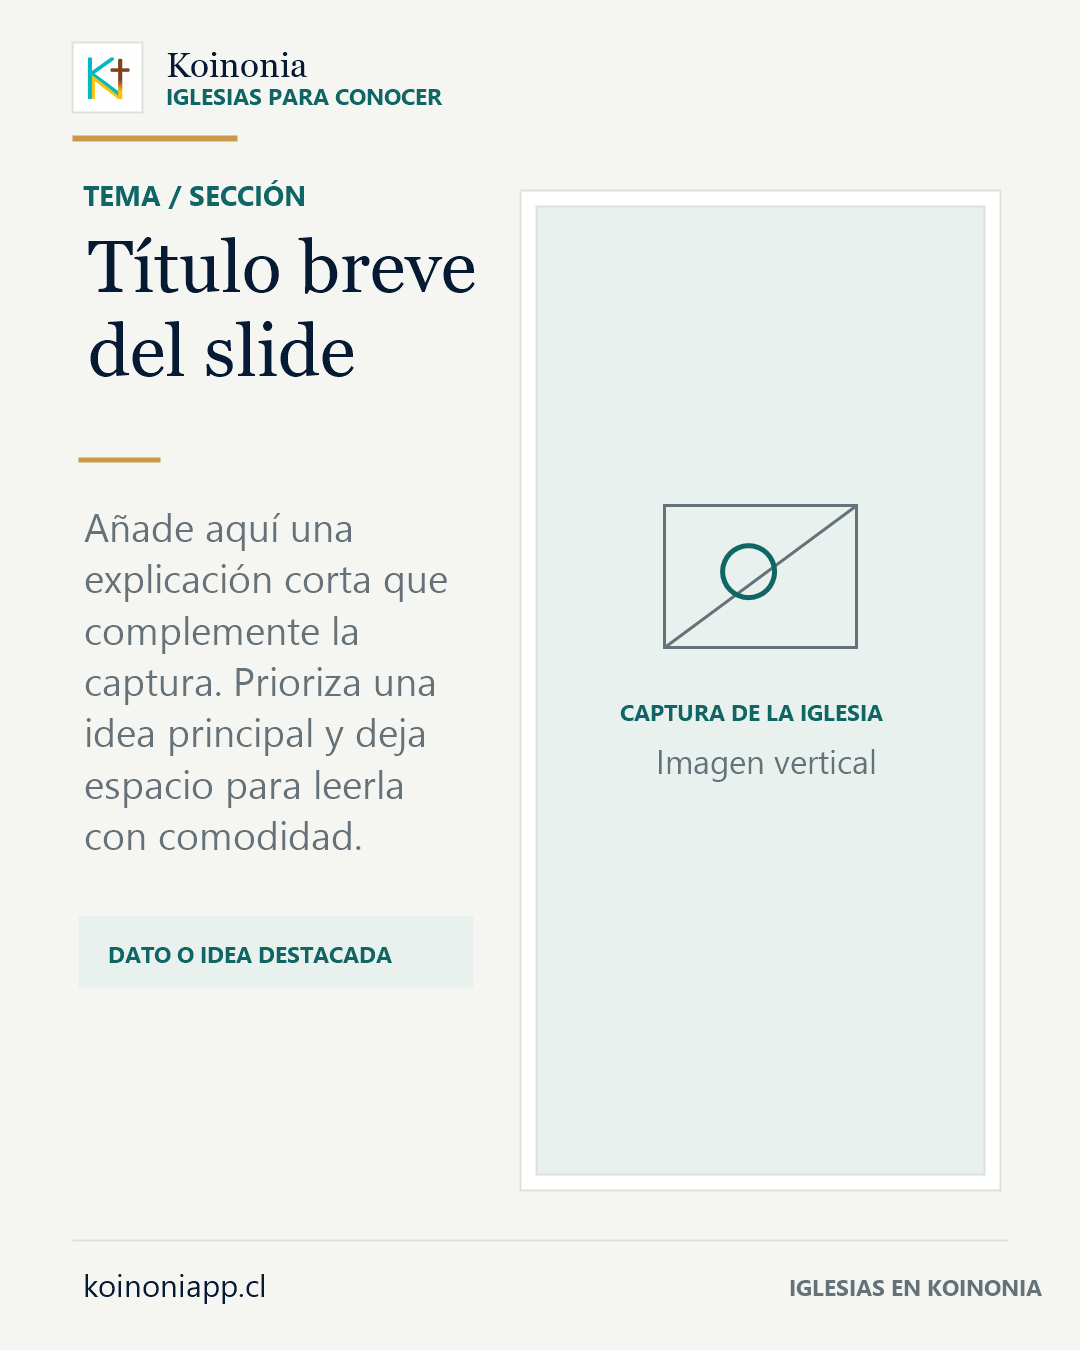 Koinonia
IGLESIAS PARA CONOCER
TEMA / SECCIÓN
Título breve
del slide
Añade aquí una
explicación corta que
complemente la
captura. Prioriza una
idea principal y deja
espacio para leerla
con comodidad.
DATO O IDEA DESTACADA
CAPTURA DE LA IGLESIA
Imagen vertical
koinoniapp.cl
IGLESIAS EN KOINONIA